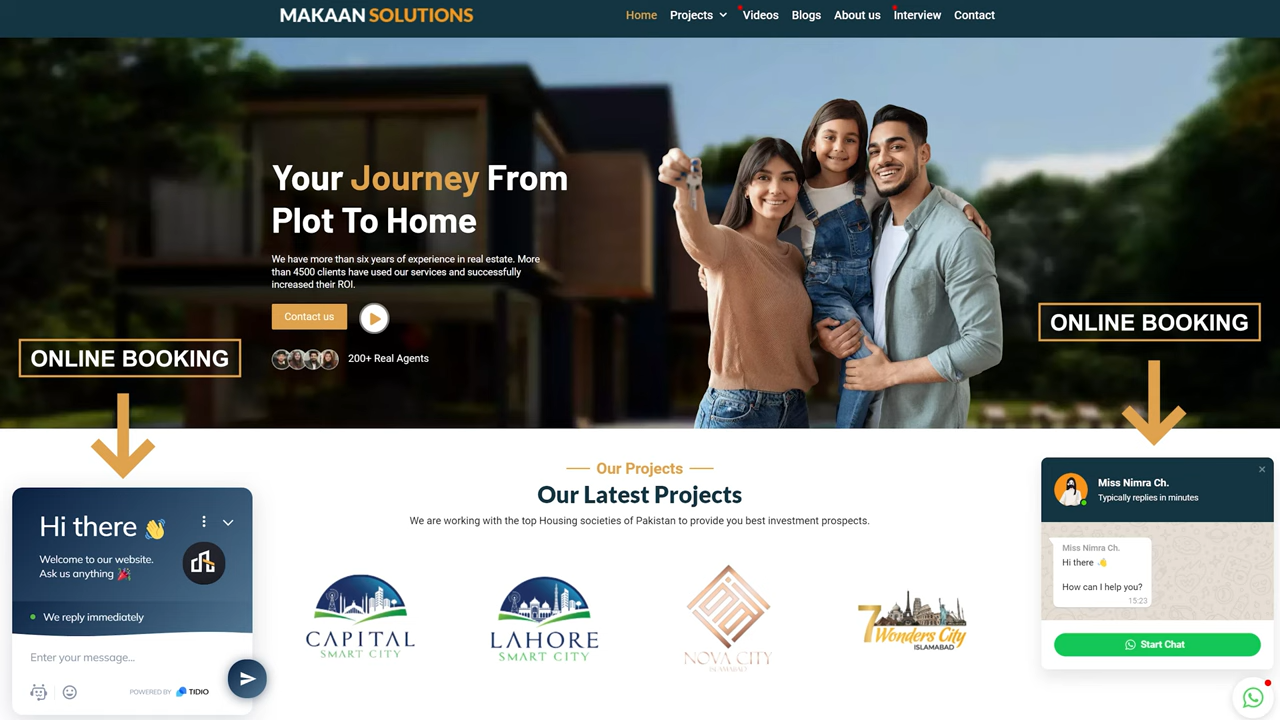 MAKAAN SOLUTIONS
Home Projects Videos Blogs About us Interview Contact
Your Journey From
Plot To Home
We have more than six years of experience in real estate. More
than 4500 clients have used our services and successfully
increased their ROI.
Contact us
200+ Real Agents
ONLINE BOOKING
ONLINE BOOKING
Our Projects
Our Latest Projects
We are working with the top Housing societies of Pakistan to provide you best investment prospects.
CAPITAL
SMART CITY
LAHORE
SMART CITY
NOVA CITY
ISLAMABAD
7 Wonders City
ISLAMABAD
Hi there 👋
Welcome to our website.
Ask us anything 🎉
We reply immediately
Enter your message...
POWERED BY TIDIO
Miss Nimra Ch.
Typically replies in minutes
Miss Nimra Ch.
Hi there 👋
How can I help you?
15:23
Start Chat